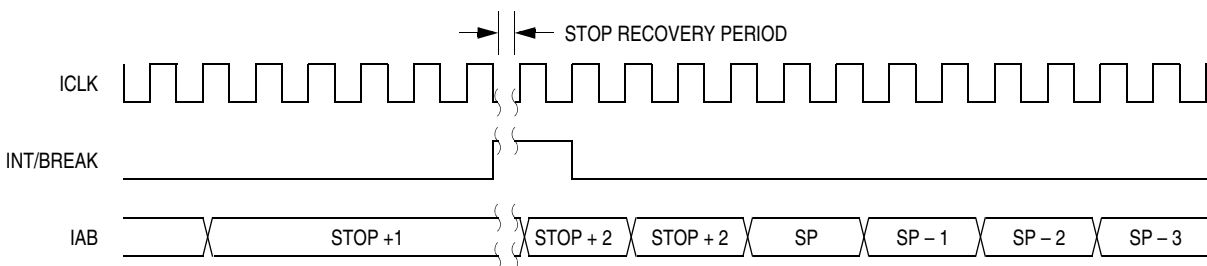 STOP RECOVERY PERIOD
ICLK
INT/BREAK
IAB
STOP +1
STOP + 2
STOP + 2
SP
SP – 1
SP – 2
SP – 3